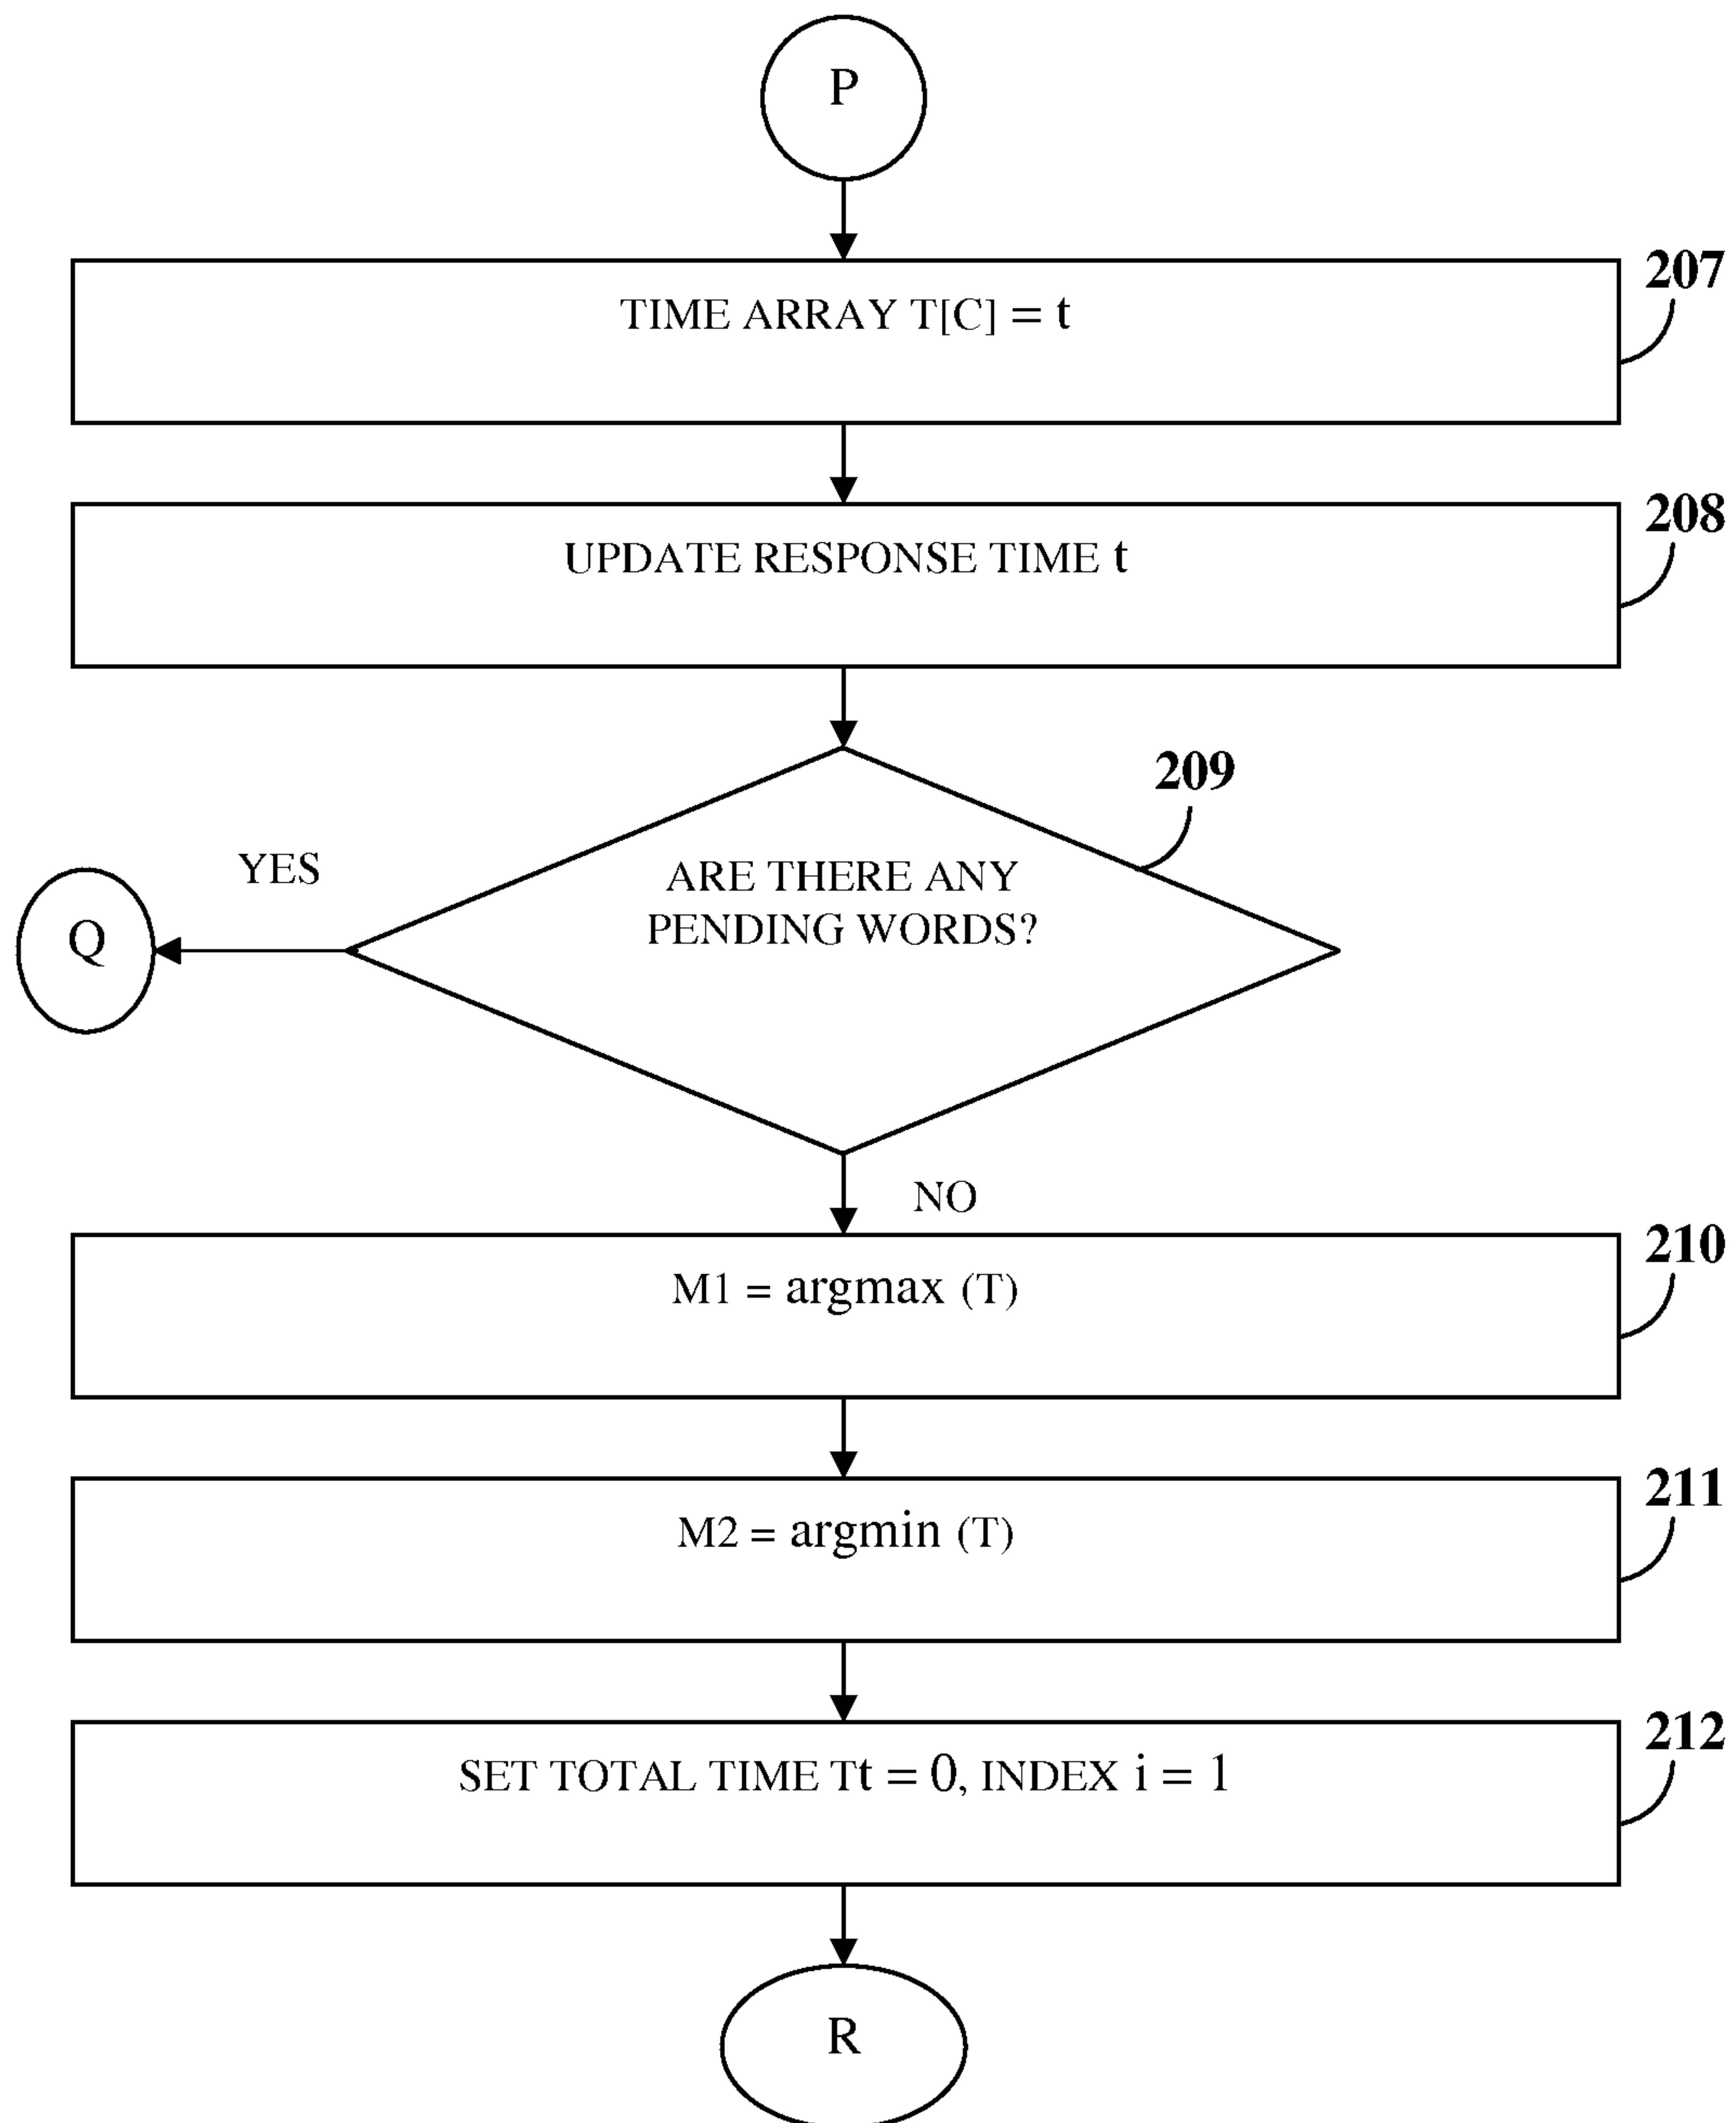 P
TIME ARRAY T[C] = t
207
UPDATE RESPONSE TIME t
208
209
YES
ARE THERE ANY
PENDING WORDS?
Q
NO
M1 = argmax (T)
210
M2 = argmin (T)
211
SET TOTAL TIME Tt = 0, INDEX i = 1
212
R